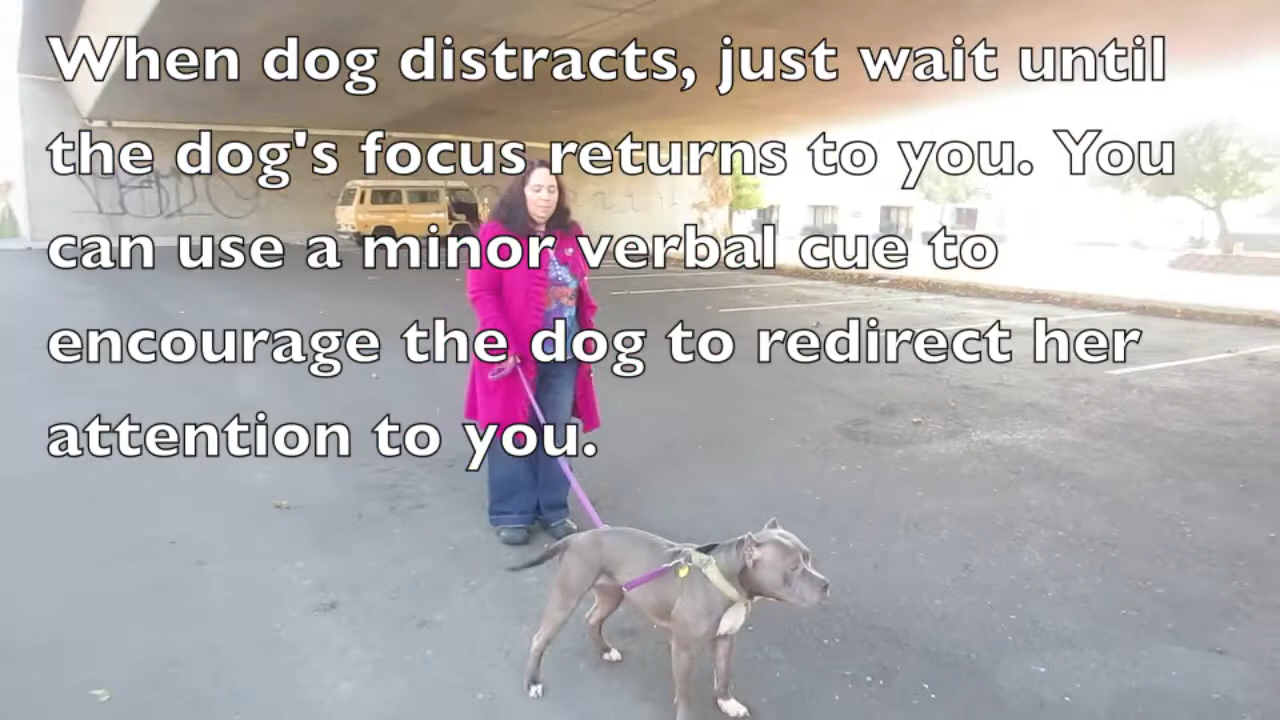 When dog distracts, just wait until
the dog's focus returns to you. You
can use a minor verbal cue to
encourage the dog to redirect her
attention to you.